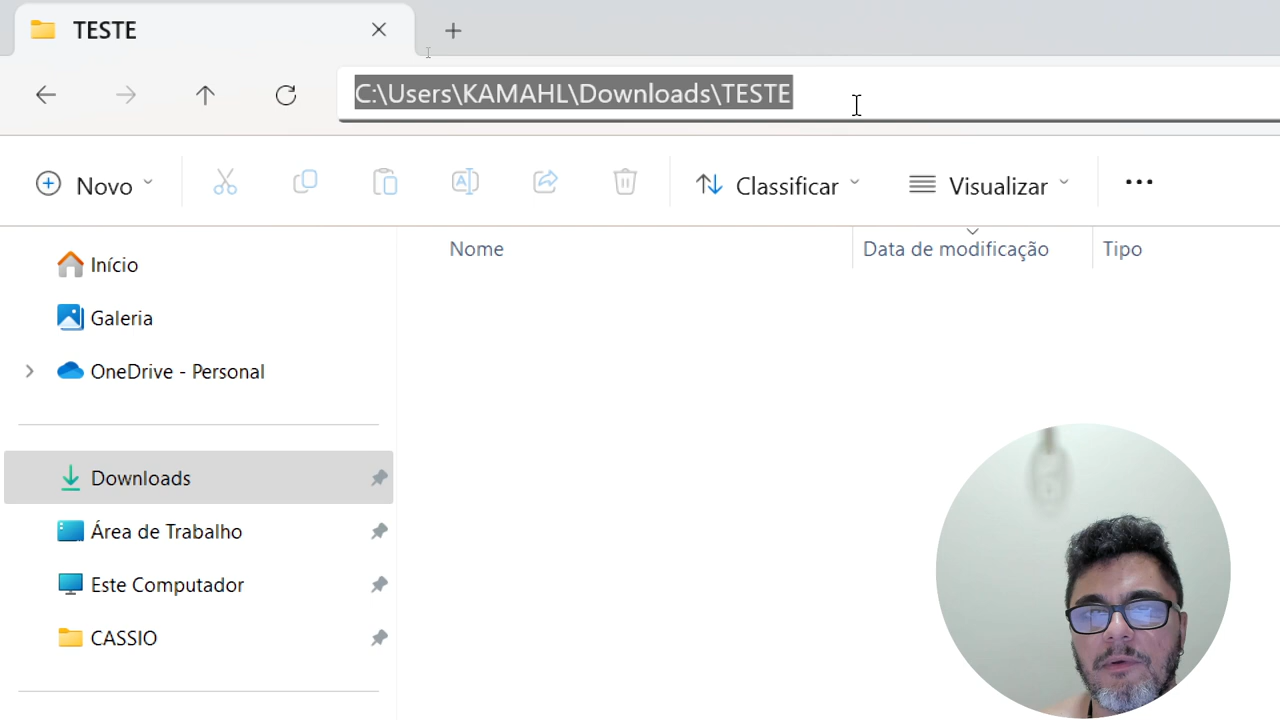 TESTE
C:\Users\KAMAHL\Downloads\TESTE
Novo
Classificar
Visualizar
Nome
Data de modificação
Tipo
Início
Galeria
OneDrive - Personal
Downloads
Área de Trabalho
Este Computador
CASSIO